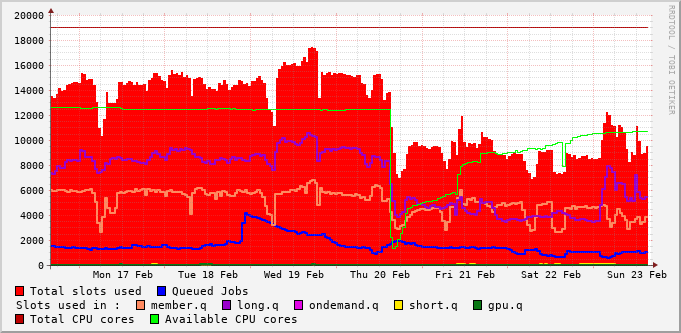 20000
18000
16000
14000
12000
10000
8000
6000
4000
2000
0
Mon 17 Feb Tue 18 Feb Wed 19 Feb Thu 20 Feb Fri 21 Feb Sat 22 Feb Sun 23 Feb
Total slots used Queued Jobs
Slots used in : member.q long.q ondemand.q short.q gpu.q
Total CPU cores Available CPU cores
RRDTOOL / TOBI OETIKER